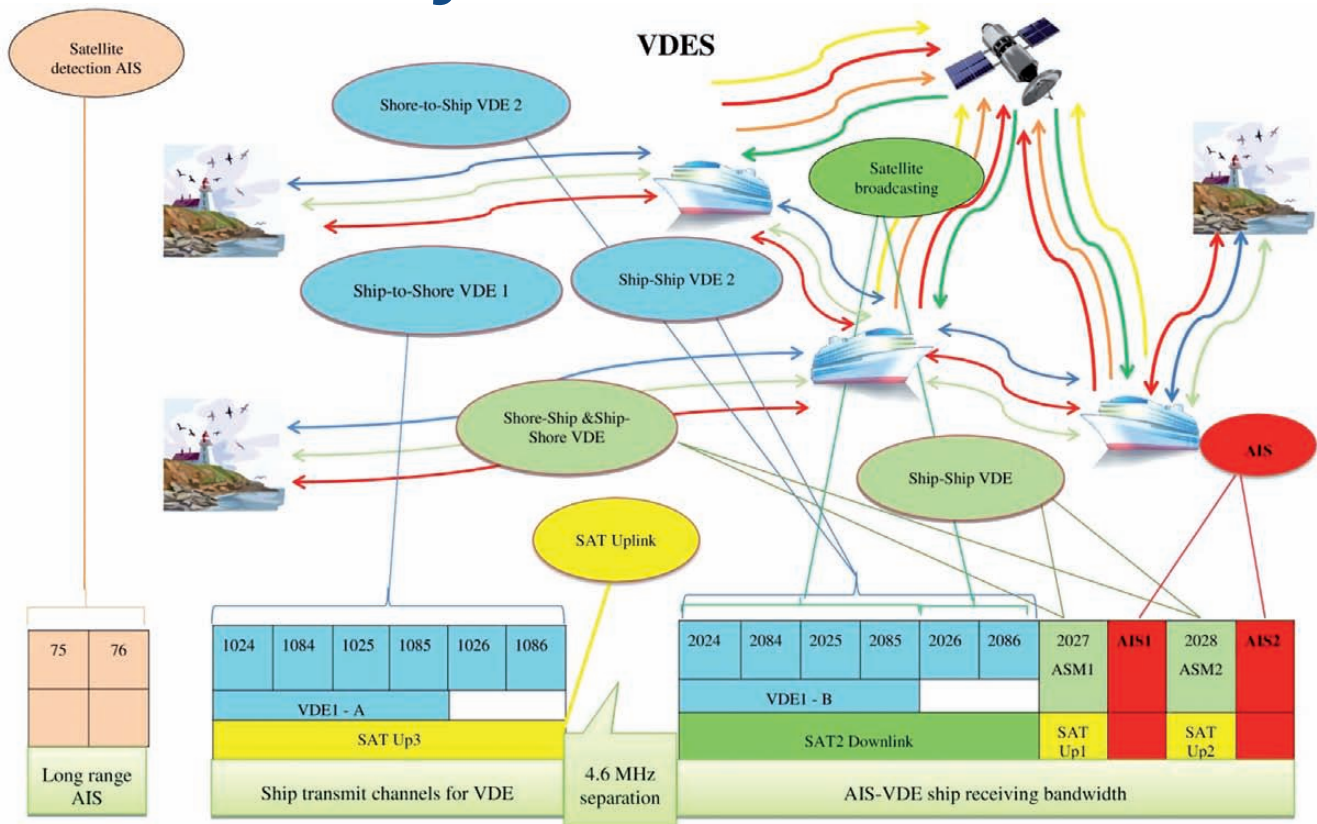 VDES
Satellite
detection AIS
Shore-to-Ship VDE 2
Satellite
broadcasting
Ship-to-Shore VDE 1
Ship-Ship VDE 2
Shore-Ship &Ship-
Shore VDE
Ship-Ship VDE
AIS
SAT Uplink
75 76
1024 1084 1025 1085 1026 1086
VDE1 - A
SAT Up3
2024 2084 2025 2085 2026 2086 2027 AIS1 2028 AIS2
ASM1 ASM2
VDE1 - B
SAT2 Downlink
SAT
Up1
SAT
Up2
Long range
AIS
Ship transmit channels for VDE
4.6 MHz
separation
AIS-VDE ship receiving bandwidth